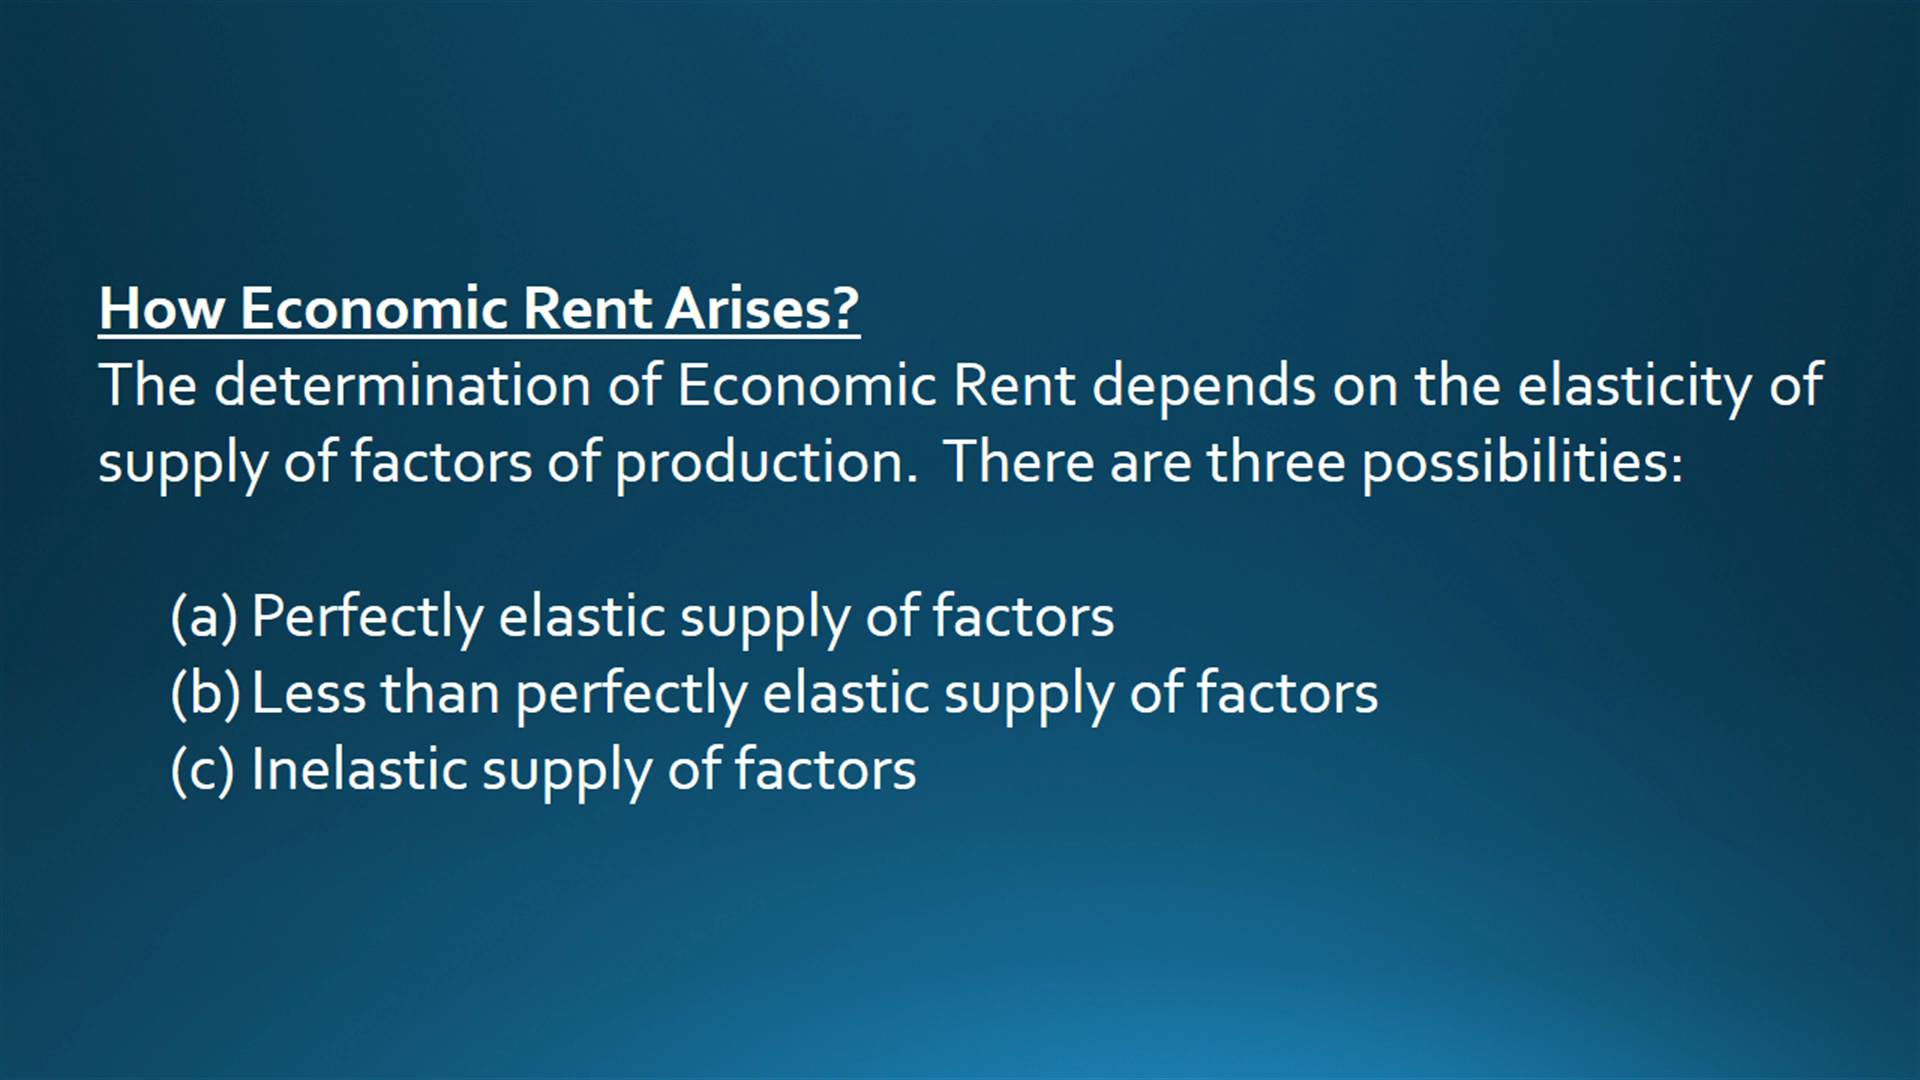 How Economic Rent Arises?
The determination of Economic Rent depends on the elasticity of
supply of factors of production. There are three possibilities:
(a) Perfectly elastic supply of factors
(b) Less than perfectly elastic supply of factors
(c) Inelastic supply of factors